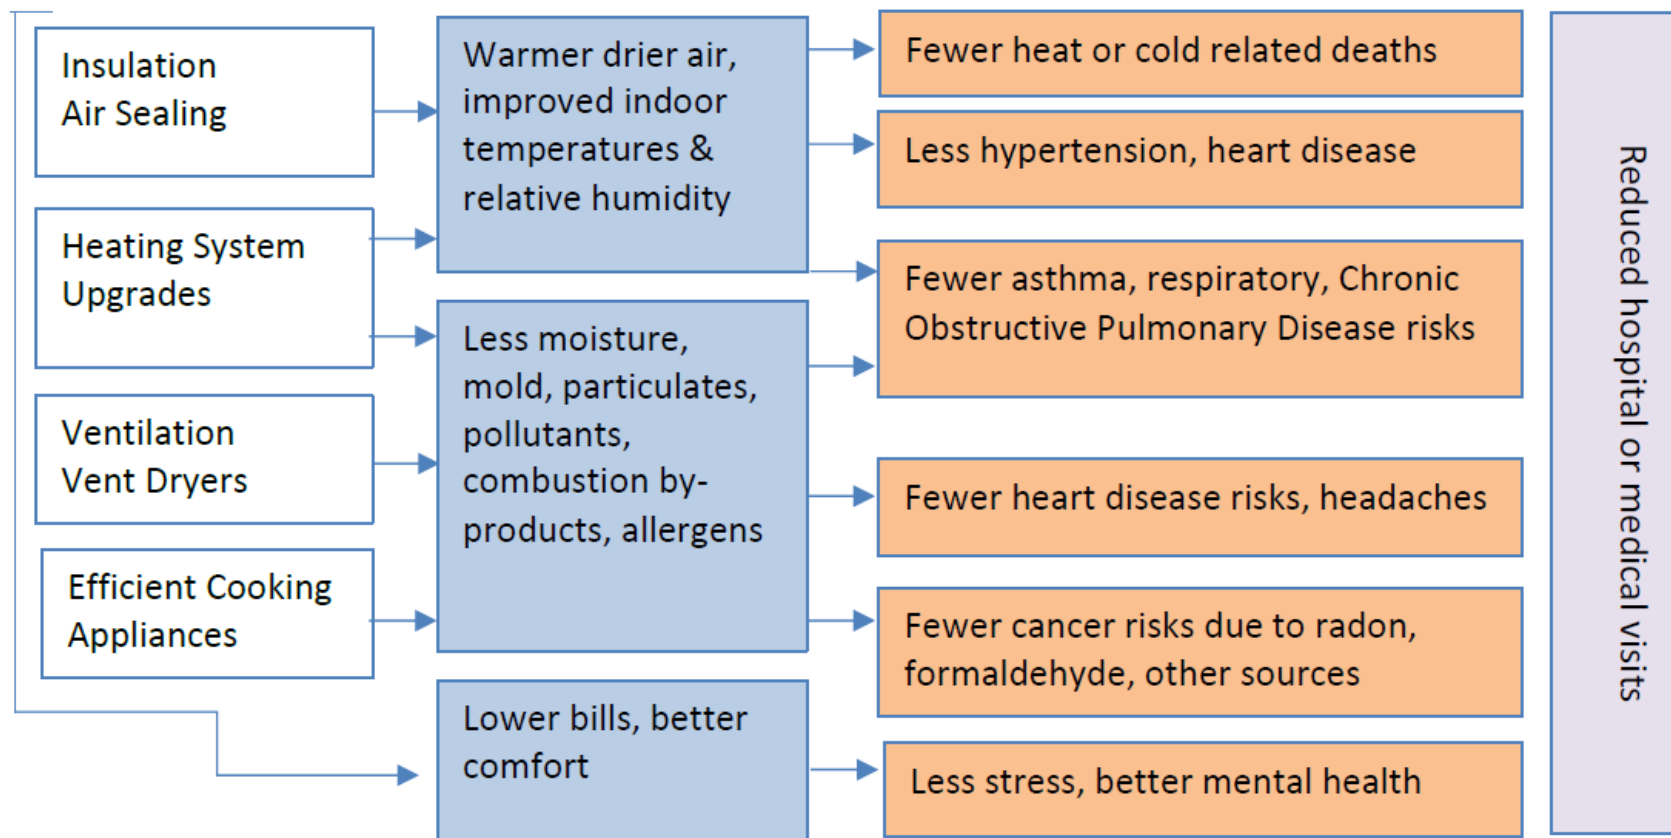 Insulation
Air Sealing
Heating System
Upgrades
Ventilation
Vent Dryers
Efficient Cooking
Appliances
Warmer drier air,
improved indoor
temperatures &
relative humidity
Less moisture,
mold, particulates,
pollutants,
combustion by-
products, allergens
Lower bills, better
comfort
Fewer heat or cold related deaths
Less hypertension, heart disease
Fewer asthma, respiratory, Chronic
Obstructive Pulmonary Disease risks
Fewer heart disease risks, headaches
Fewer cancer risks due to radon,
formaldehyde, other sources
Less stress, better mental health
Reduced hospital or medical visits